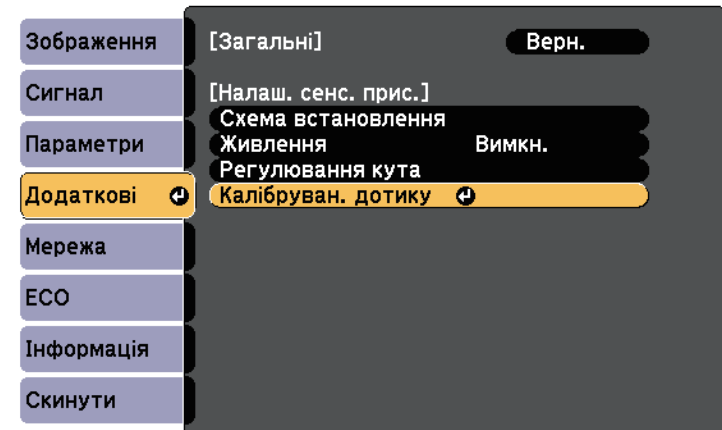 Зображення
Сигнал
Параметри
Додаткові
Мережа
ECO
Інформація
Скинути
[Загальні] Верн.
[Налаш. сенс. прис.]
Схема встановлення
Живлення Вимкн.
Регулювання кута
Калібруван. дотику